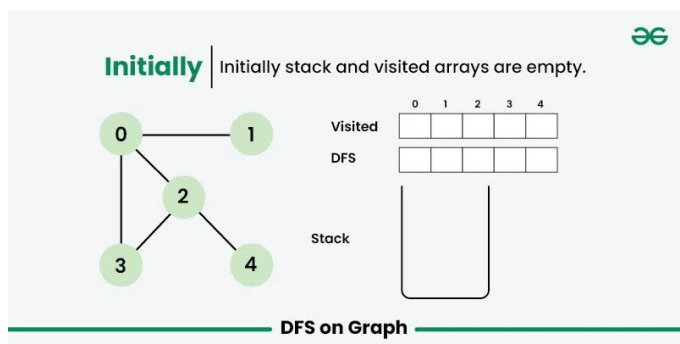 Initially
Initially stack and visited arrays are empty.
0 1 2 3 4
Visited
DFS
0 1
2
Stack
3 4
DFS on Graph